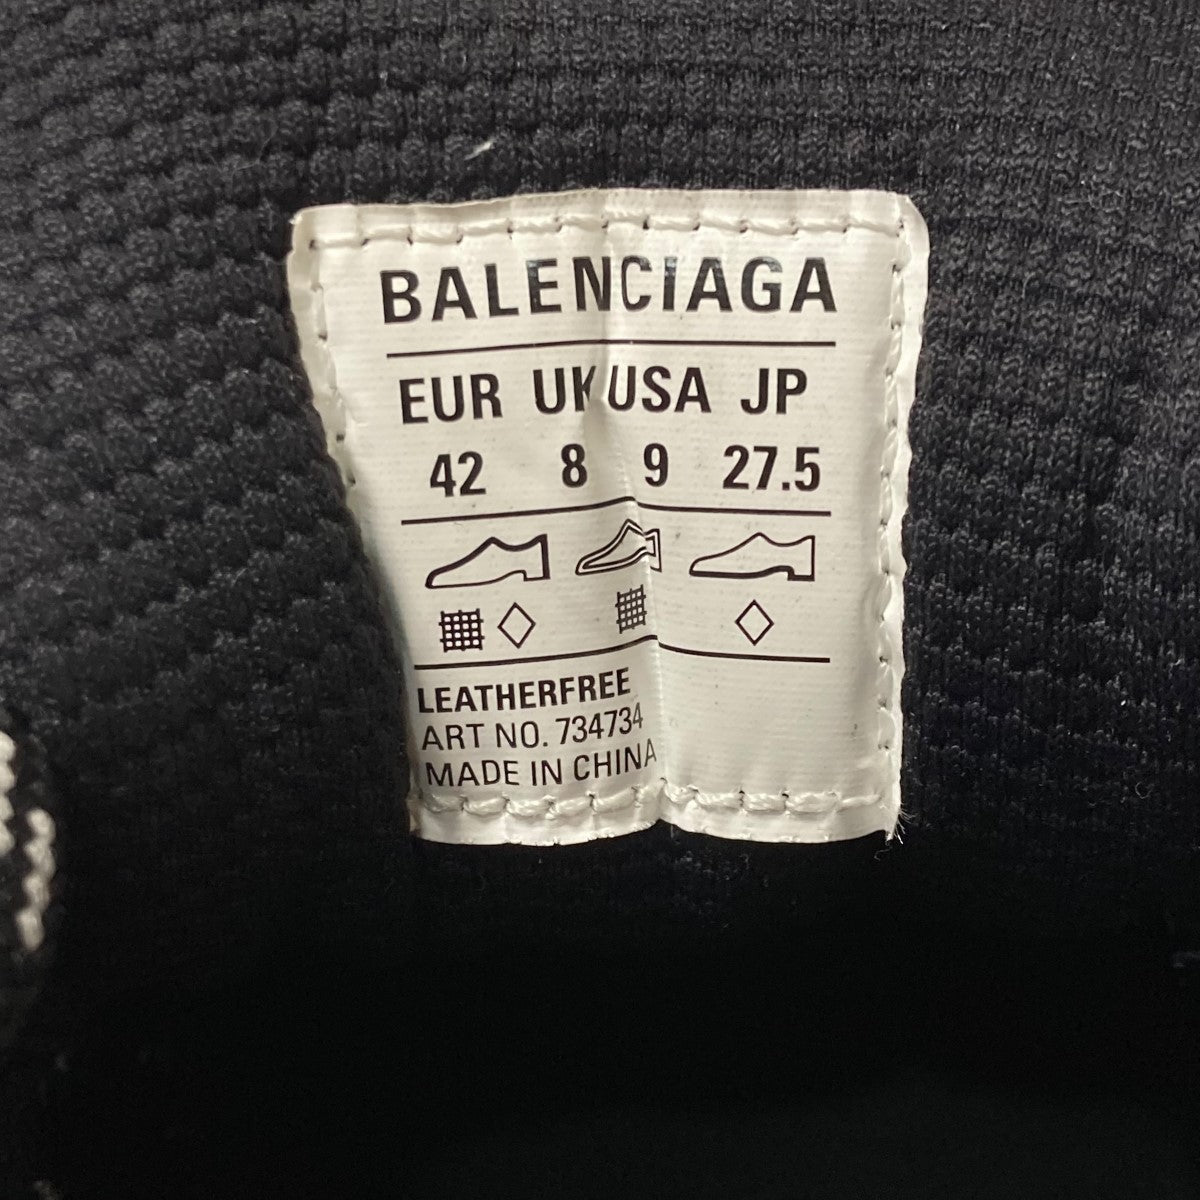 BALENCIAGA
EUR UK USA JP
42 8 9 27.5
LEATHERFREE
ART NO. 734734
MADE IN CHINA